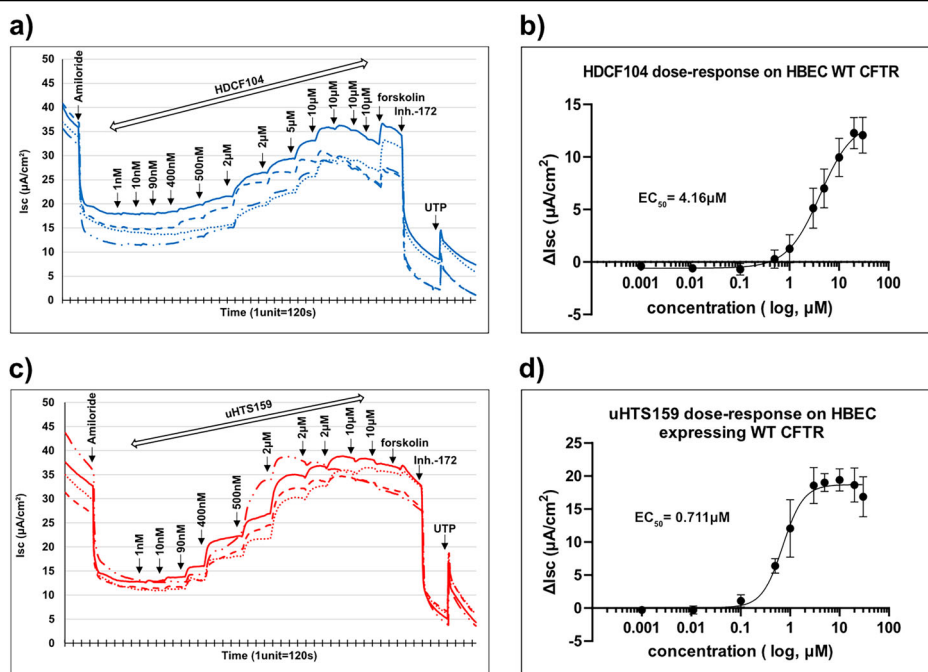 a)
50
45
40
35
30
25
20
15
10
5
0
Isc (µA/cm²)
Amiloride
HDCF104
1nM
10nM
90nM
400nM
500nM
2µM
2µM
5µM
10µM
10µM
10µM
10µM
forskolin
Inh.-172
UTP
Time (1unit=120s)
b)
HDCF104 dose-response on HBEC WT CFTR
15
10
5
0
-5
ΔIsc (µA/cm²)
EC50 = 4.16µM
0.001
0.01
0.1
1
10
100
concentration ( log, µM)
c)
50
45
40
35
30
25
20
15
10
5
0
Isc (µA/cm²)
Amiloride
uHTS159
1nM
10nM
90nM
400nM
500nM
2µM
2µM
2µM
10µM
10µM
forskolin
Inh.-172
UTP
Time (1unit=120s)
d)
uHTS159 dose-response on HBEC
expressing WT CFTR
25
20
15
10
5
0
-5
ΔIsc (µA/cm²)
EC50= 0.711µM
0.001
0.01
0.1
1
10
100
concentration ( log, µM)